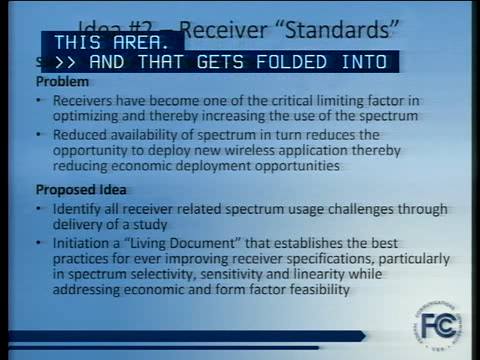 Idea #2 – Receiver “Standards”
THIS AREA.
>> AND THAT GETS FOLDED INTO
Problem
• Receivers have become one of the critical limiting factor in
optimizing and thereby increasing the use of the spectrum
• Reduced availability of spectrum in turn reduces the
opportunity to deploy new wireless application thereby
reducing economic deployment opportunities
Proposed Idea
• Identify all receiver related spectrum usage challenges through
delivery of a study
• Initiation a “Living Document” that establishes the best
practices for ever improving receiver specifications, particularly
in spectrum selectivity, sensitivity and linearity while
addressing economic and form factor feasibility
FEDERAL COMMUNICATIONS COMMISSION
FCC
USA